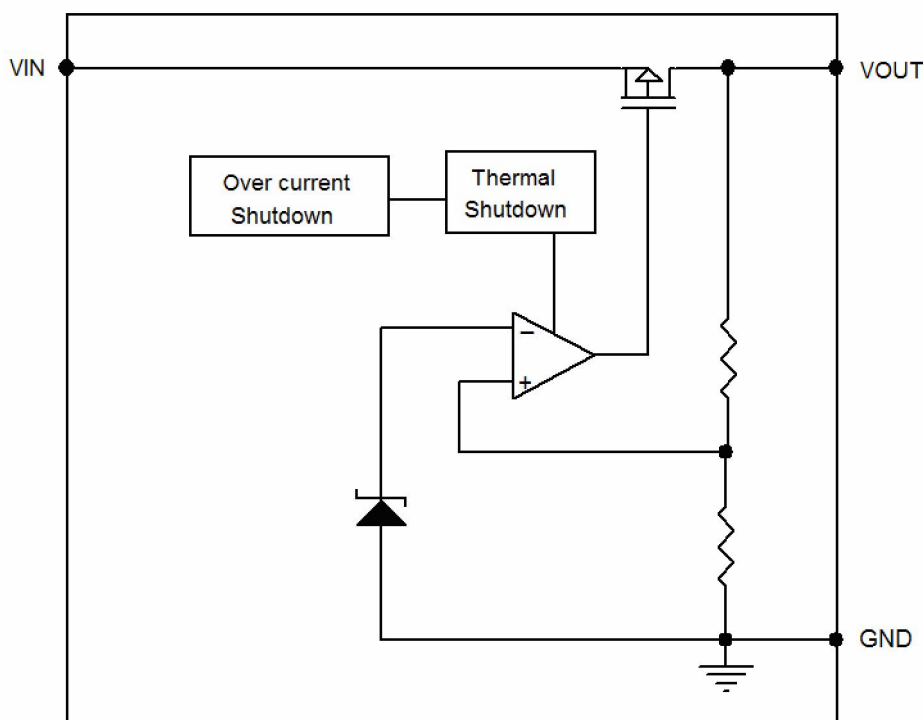 VIN
VOUT
Over current
Shutdown
Thermal
Shutdown
−
+
GND